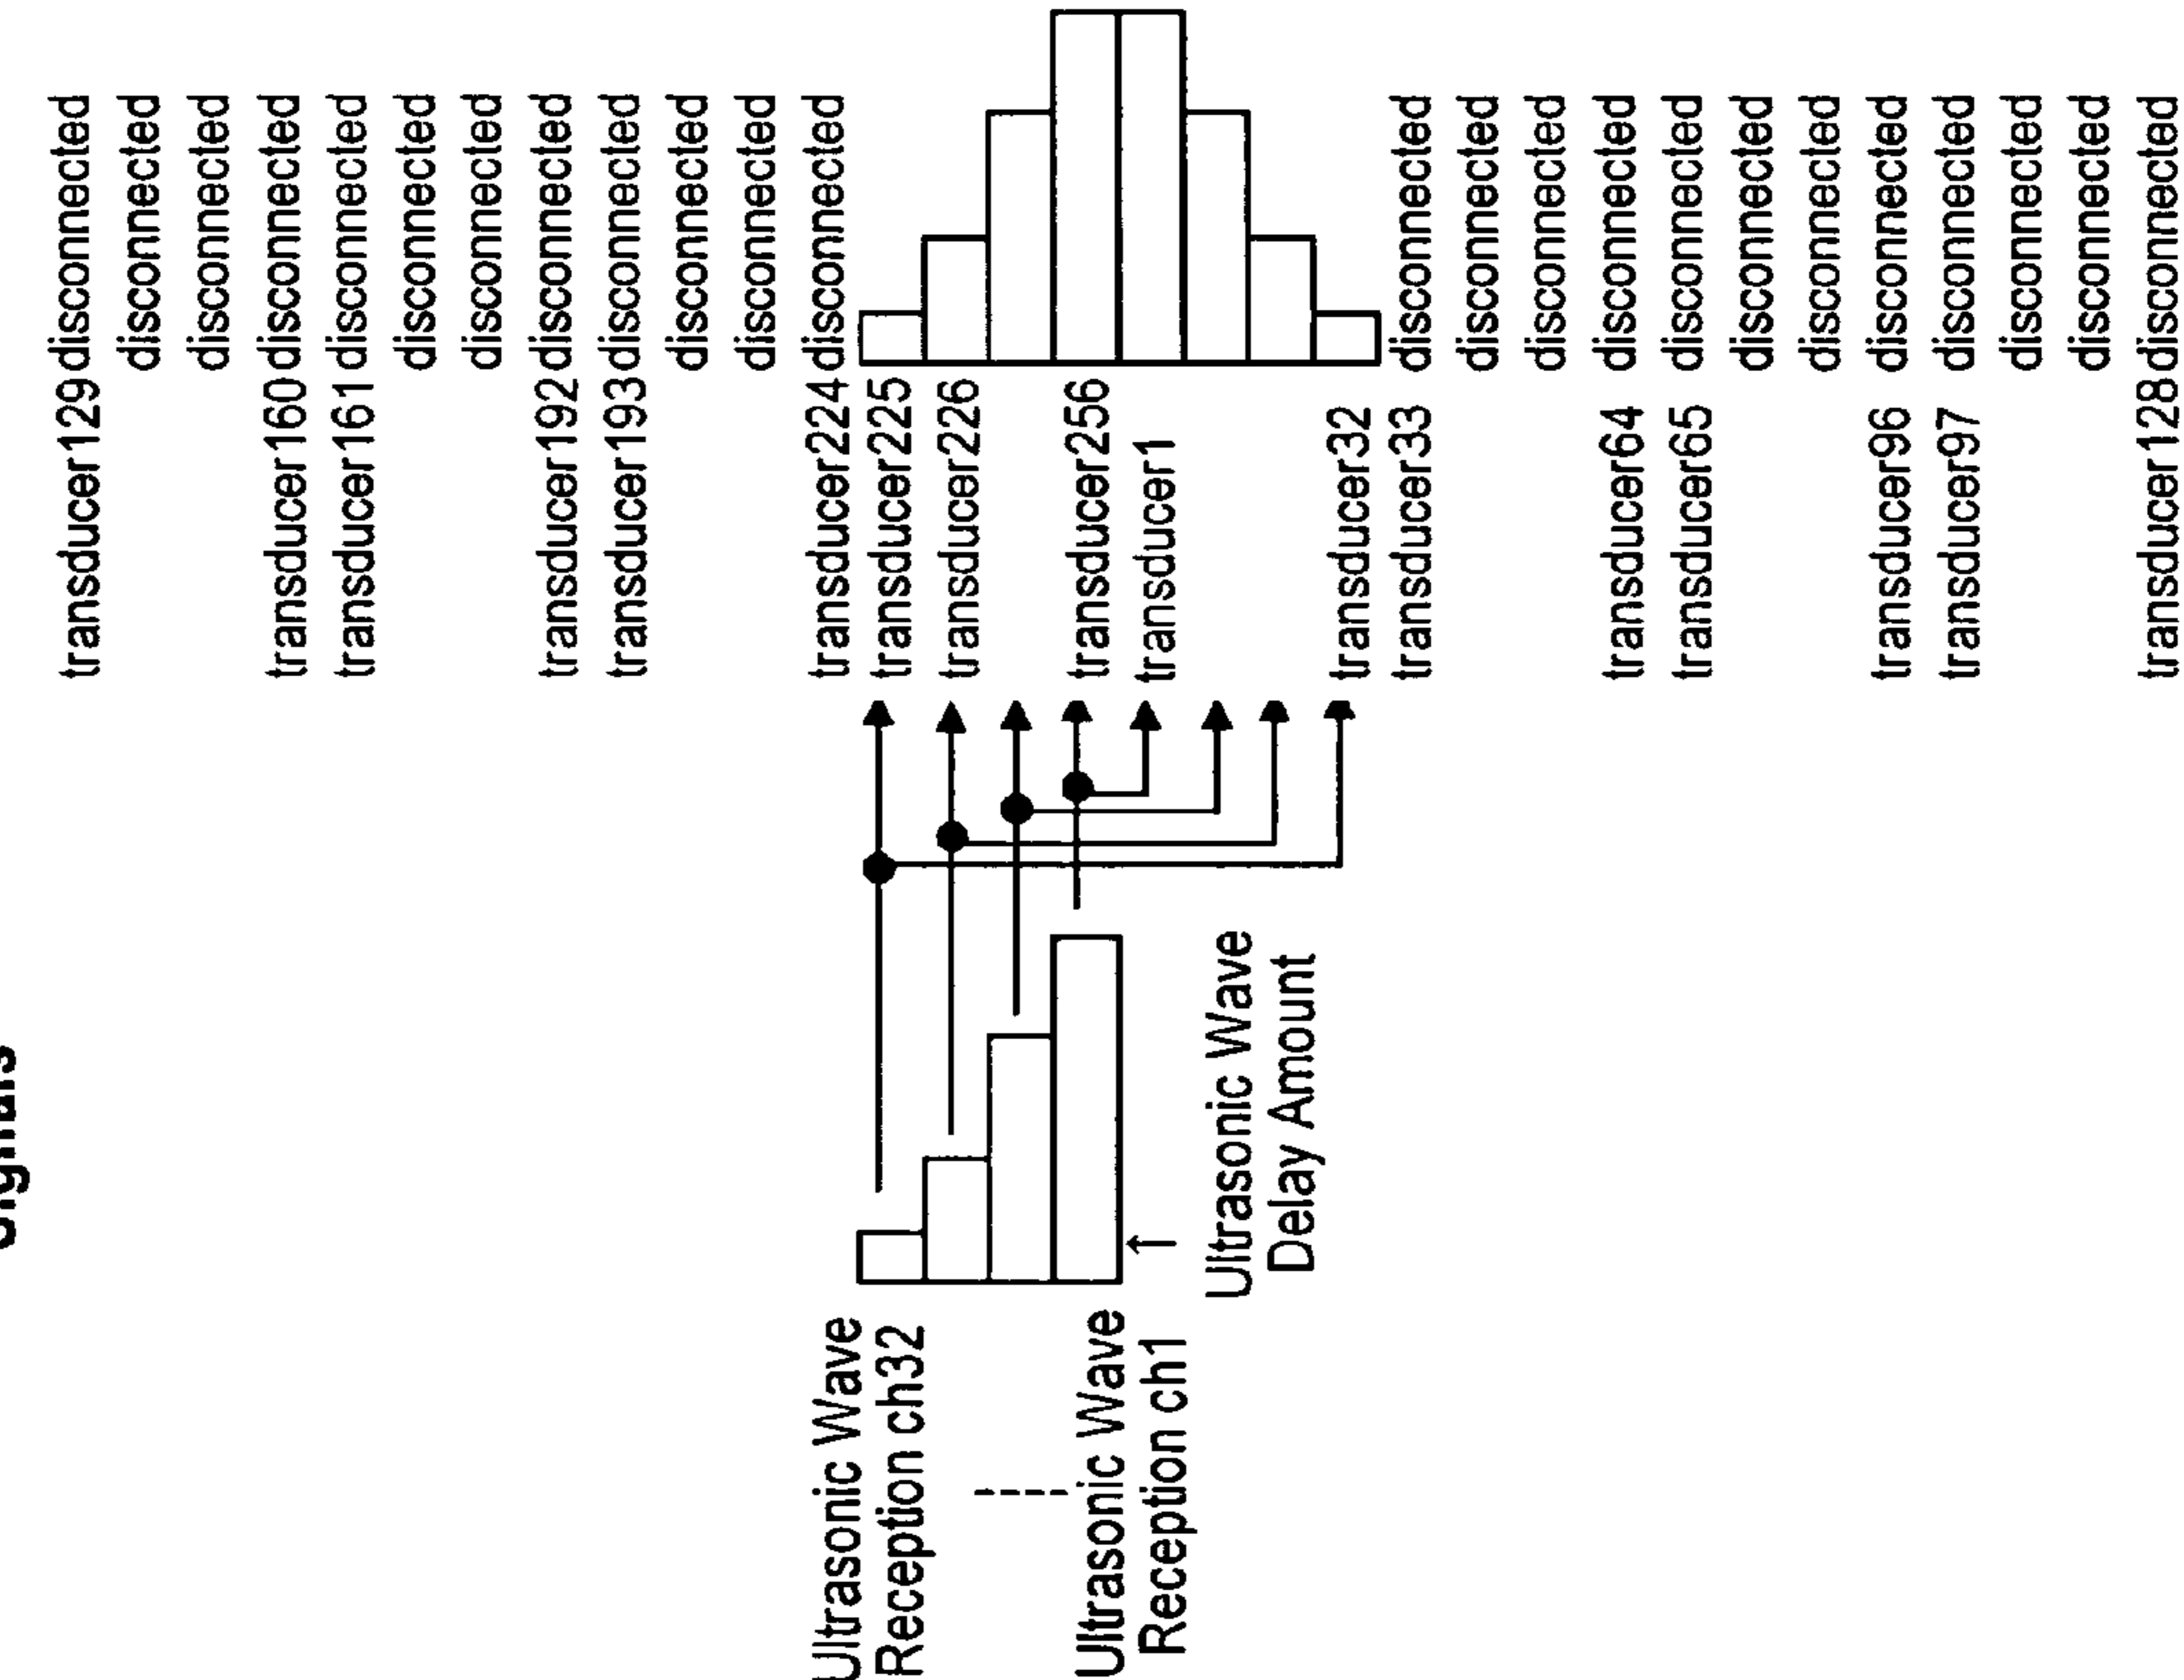 Signals
Ultrasonic Wave
Reception ch32
Ultrasonic Wave
Reception ch1
Ultrasonic Wave
Delay Amount
transducer129 disconnected
disconnected
disconnected
transducer160 disconnected
transducer161 disconnected
disconnected
disconnected
transducer192 disconnected
transducer193 disconnected
disconnected
disconnected
transducer224 disconnected
transducer225
transducer226
transducer256
transducer1
transducer32
transducer33 disconnected
disconnected
disconnected
transducer64 disconnected
transducer65 disconnected
disconnected
disconnected
transducer96 disconnected
transducer97 disconnected
disconnected
disconnected
transducer128 disconnected